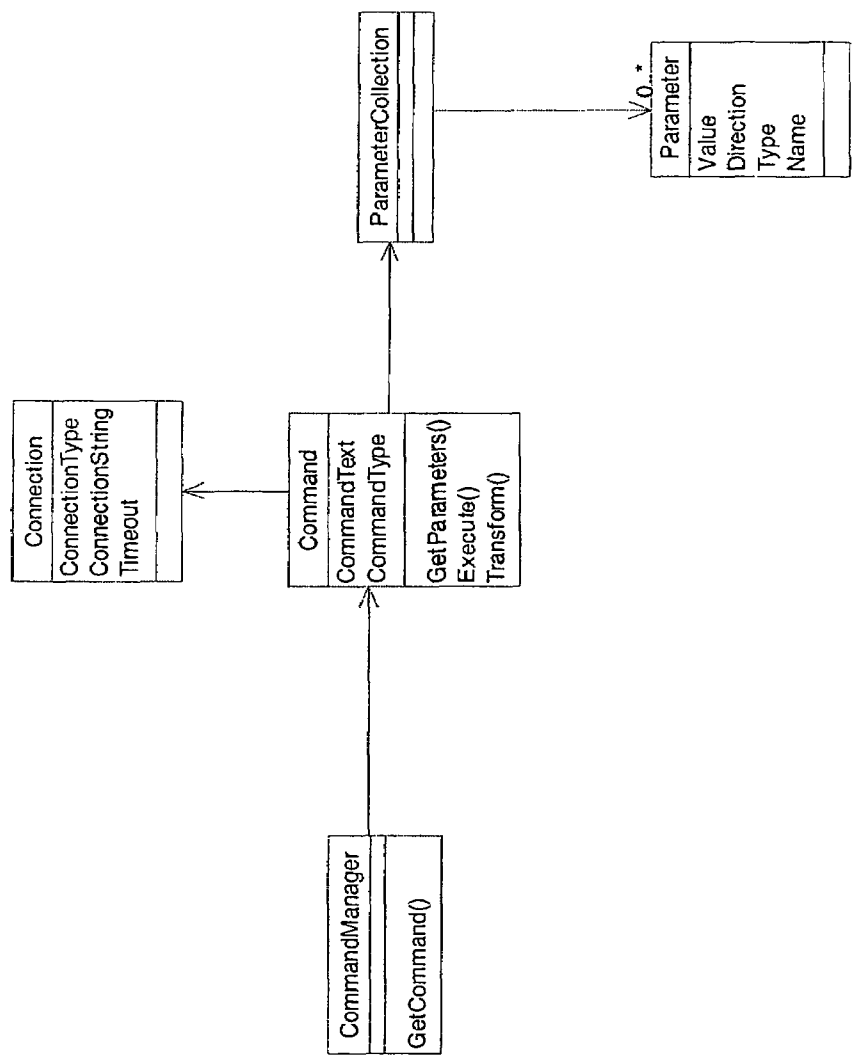 CommandManager
GetCommand()
Connection
ConnectionType
ConnectionString
Timeout
Command
CommandText
CommandType
GetParameters()
Execute()
Transform()
ParameterCollection
0..*
Parameter
Value
Direction
Type
Name